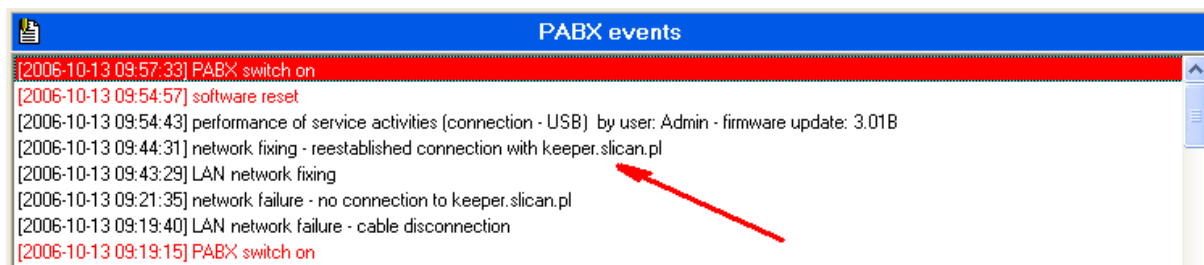 PABX events
[2006-10-13 09:57:33] PABX switch on
[2006-10-13 09:54:57] software reset
[2006-10-13 09:54:43] performance of service activities (connection - USB)  by user: Admin - firmware update: 3.01B
[2006-10-13 09:44:31] network fixing - reestablished connection with keeper.slican.pl
[2006-10-13 09:43:29] LAN network fixing
[2006-10-13 09:21:35] network failure - no connection to keeper.slican.pl
[2006-10-13 09:19:40] LAN network failure - cable disconnection
[2006-10-13 09:19:15] PABX switch on